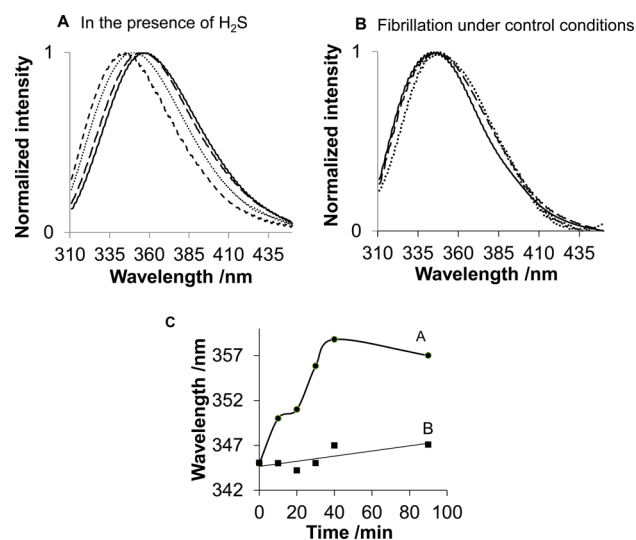 A In the presence of H₂S
1
Normalized intensity
0
310 335 360 385 410 435
Wavelength /nm
B Fibrillation under control conditions
1
Normalized intensity
0
310 335 360 385 410 435
Wavelength /nm
C
357
352
347
342
Wavelength /nm
A
B
0 20 40 60 80 100
Time /min